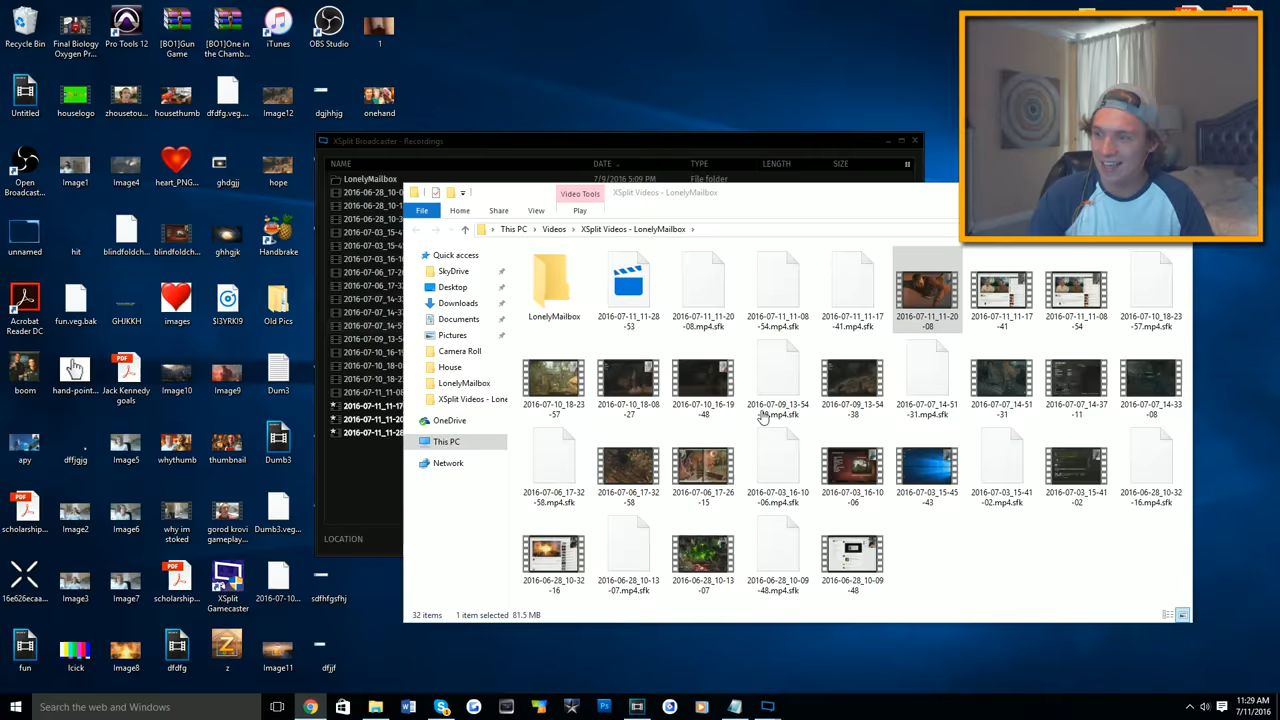 Recycle Bin
Final Biology
Oxygen Pr...
Pro Tools 12
[BO1]Gun
Game
[BO1]One in
the Chamb...
iTunes
OBS Studio
1
Untitled
houselogo
zhousetou...
housethumb
dfdfg.veg....
Image12
dgjhhjg
onehand
Open
Broadcast...
Image1
Image4
heart_PNG...
ghdgjj
hope
unnamed
hit
blindfoldch...
blindfoldch...
ghhgjk
Handbrake
Acrobat
Reader DC
fun.veg.bak
GHJKKH
images
SI3YRKI9
Old Pics
boom
hand-point...
Jack Kennedy
goals
Image10
Image9
Dum3
apy
dffjgjg
Image5
whythumb
thumbnail
Dumb3
scholarship...
Image2
Image6
why im
stoked
gorod krovi
gameplay...
Dumb3.veg...
16e626ecaa...
Image3
Image7
scholarship...
XSplit
Gamecaster
2016-07-10...
sdfhfgsfhj
fun
Icick
Image8
dfdfg
z
Image11
dfjjf
XSplit Broadcaster - Recordings
NAME DATE TYPE LENGTH SIZE
LonelyMailbox 7/9/2016 5:09 PM File folder
LOCATION
Video Tools XSplit Videos - LonelyMailbox
File Home Share View Play
This PC Videos XSplit Videos - LonelyMailbox
Quick access
SkyDrive
Desktop
Downloads
Documents
Pictures
Camera Roll
House
LonelyMailbox
XSplit Videos - Lone
OneDrive
This PC
Network
LonelyMailbox
2016-07-11_11-28
-53
2016-07-11_11-20
-08.mp4.sfk
2016-07-11_11-08
-54.mp4.sfk
2016-07-11_11-17
-41.mp4.sfk
2016-07-11_11-20
-08
2016-07-11_11-17
-41
2016-07-11_11-08
-54
2016-07-10_18-23
-57.mp4.sfk
2016-07-10_18-23
-57
2016-07-10_18-08
-27
2016-07-10_16-19
-48
2016-07-09_13-54
2016-07-09_13-54
-38
2016-07-07_14-51
-31.mp4.sfk
2016-07-07_14-51
-31
2016-07-07_14-37
-11
2016-07-07_14-33
-08
2016-07-06_17-32
-58.mp4.sfk
2016-07-06_17-32
-58
2016-07-06_17-26
-15
2016-07-03_16-10
-06.mp4.sfk
2016-07-03_16-10
-06
2016-07-03_15-45
-43
2016-07-03_15-41
-02.mp4.sfk
2016-07-03_15-41
-02
2016-06-28_10-32
-16.mp4.sfk
2016-06-28_10-32
-16
2016-06-28_10-13
-07.mp4.sfk
2016-06-28_10-13
-07
2016-06-28_10-09
-48.mp4.sfk
2016-06-28_10-09
-48
32 items 1 item selected 81.5 MB
Search the web and Windows
11:29 AM
7/11/2016